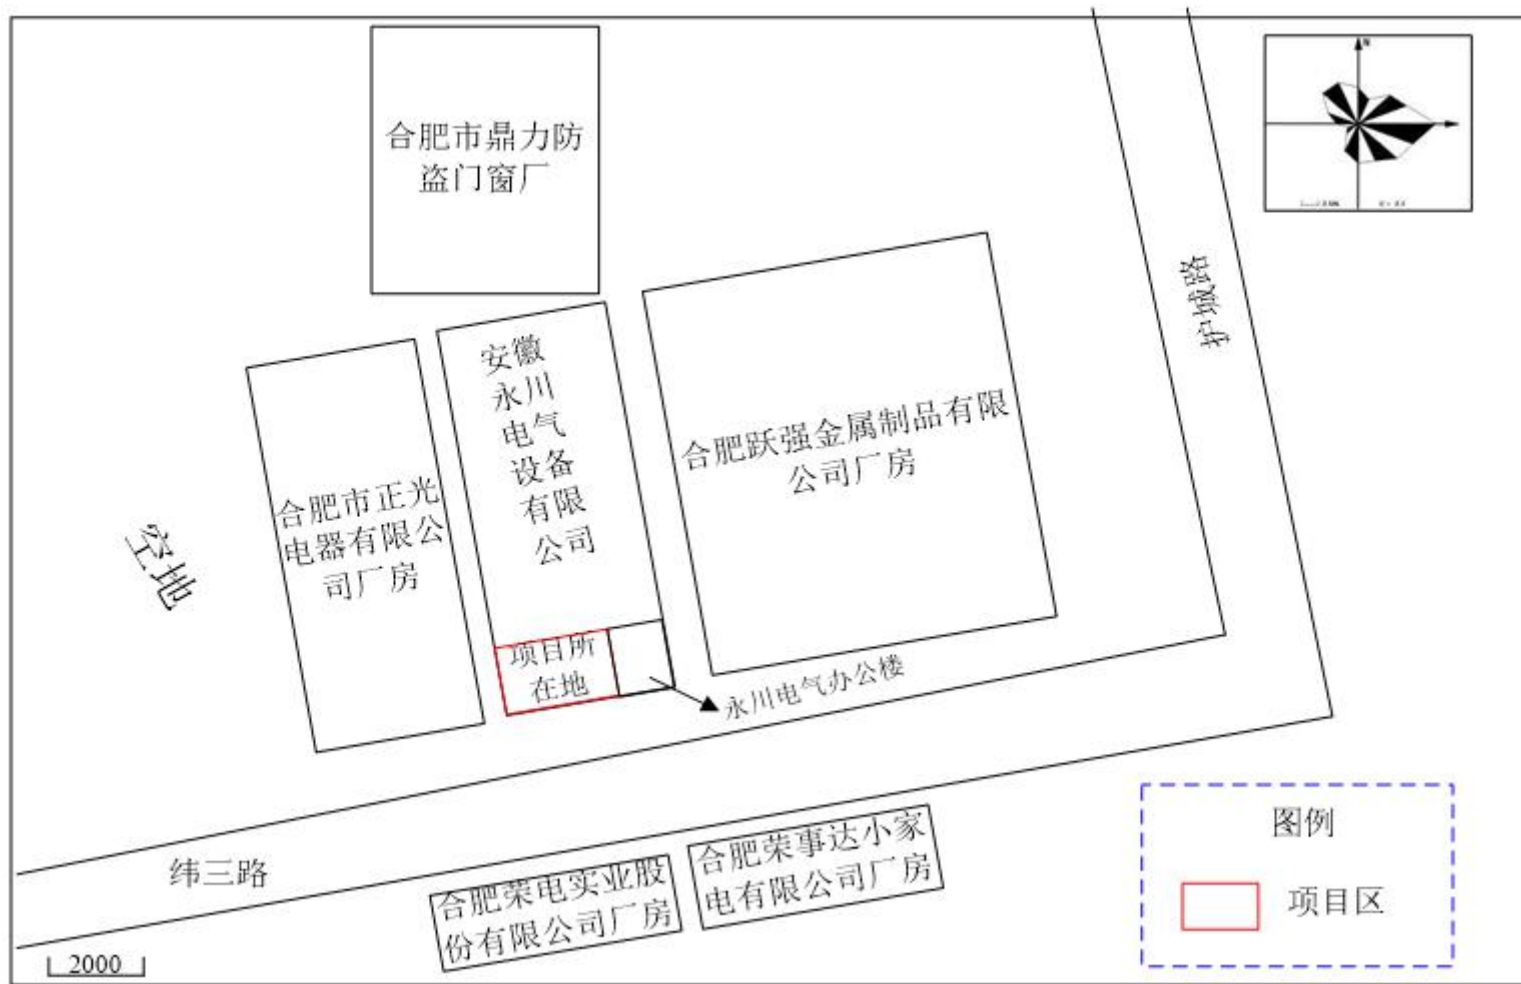 合肥市鼎力防
盗门窗厂
N
护城路
安徽
永川
电气
设备
有限
公司
合肥跃强金属制品有限
公司厂房
合肥市正光
电器有限公
司厂房
空地
项目所
在地
永川电气办公楼
纬三路
合肥荣电实业股
份有限公司厂房
合肥荣事达小家
电有限公司厂房
图例
项目区
2000